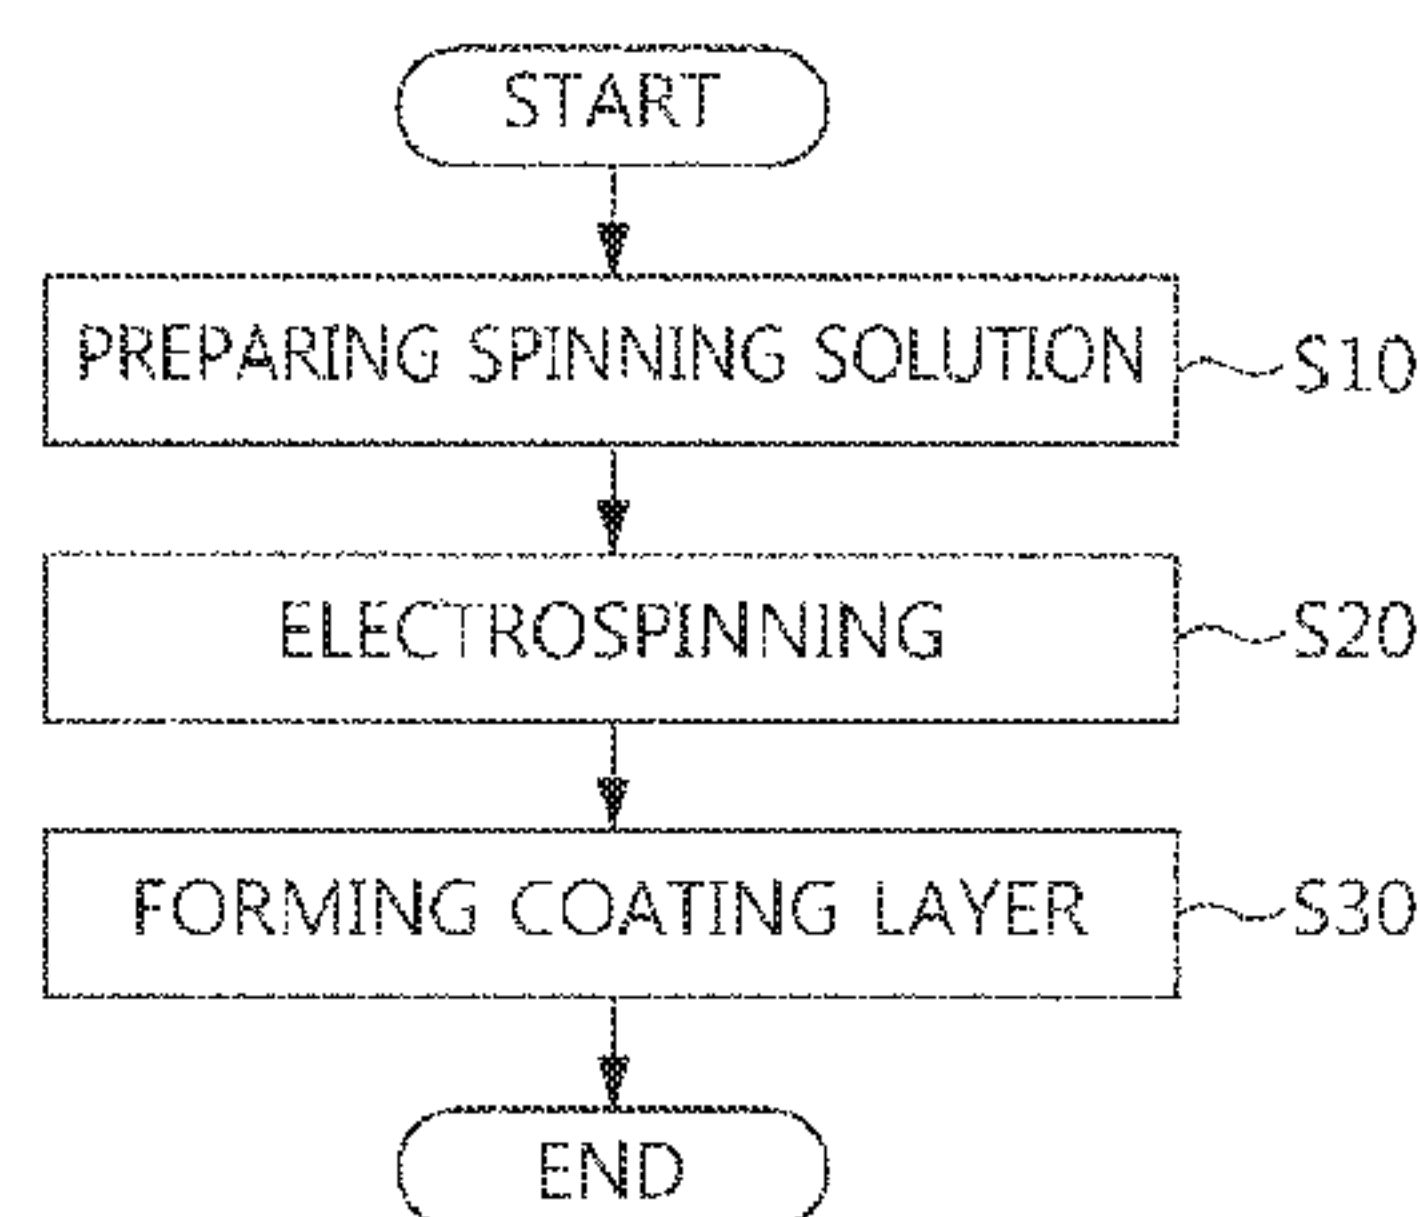 START
PREPARING SPINNING SOLUTION
S10
ELECTROSPINNING
S20
FORMING COATING LAYER
S30
END